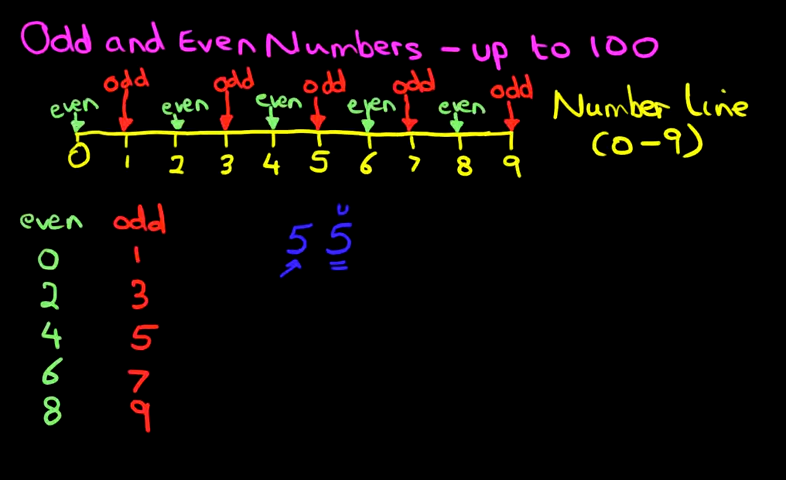 Odd and Even Numbers - up to 100
odd odd odd odd odd
even even even even even
Number line
(0-9)
0 1 2 3 4 5 6 7 8 9
even odd
0 1
2 3
4 5
6 7
8 9
U
5 5